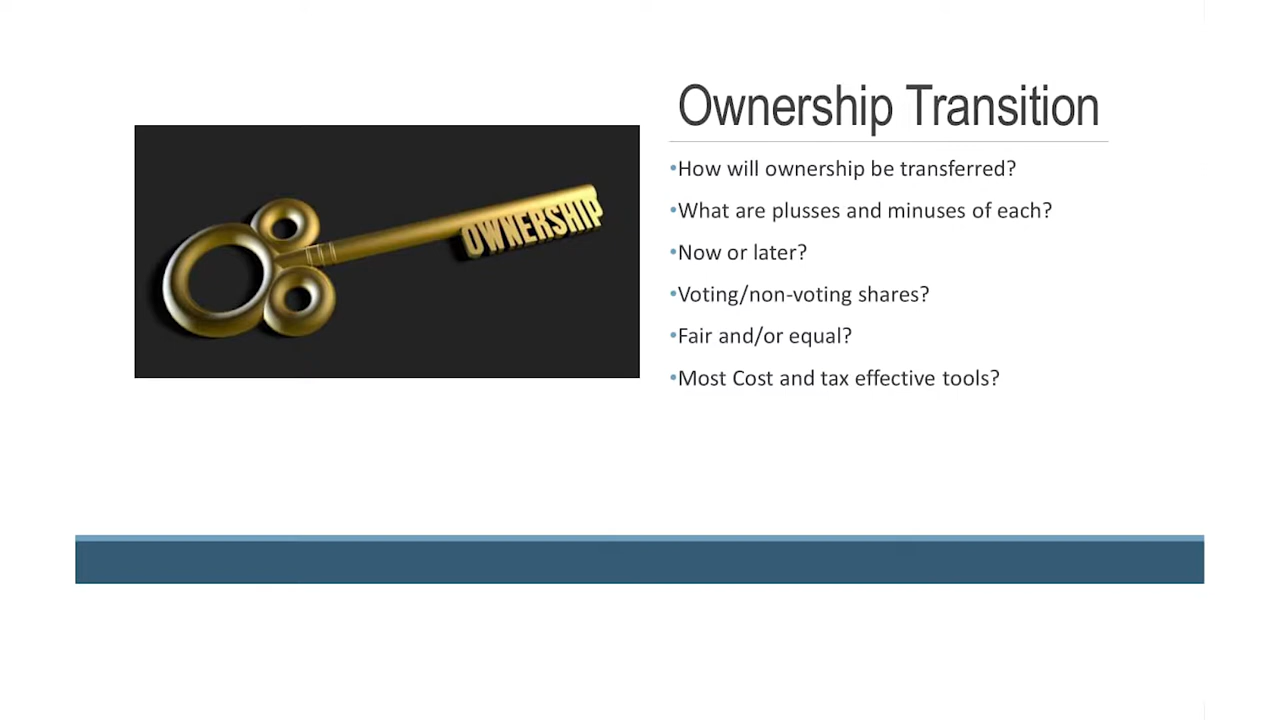 Ownership Transition
•How will ownership be transferred?
•What are plusses and minuses of each?
•Now or later?
•Voting/non-voting shares?
•Fair and/or equal?
•Most Cost and tax effective tools?
OWNERSHIP